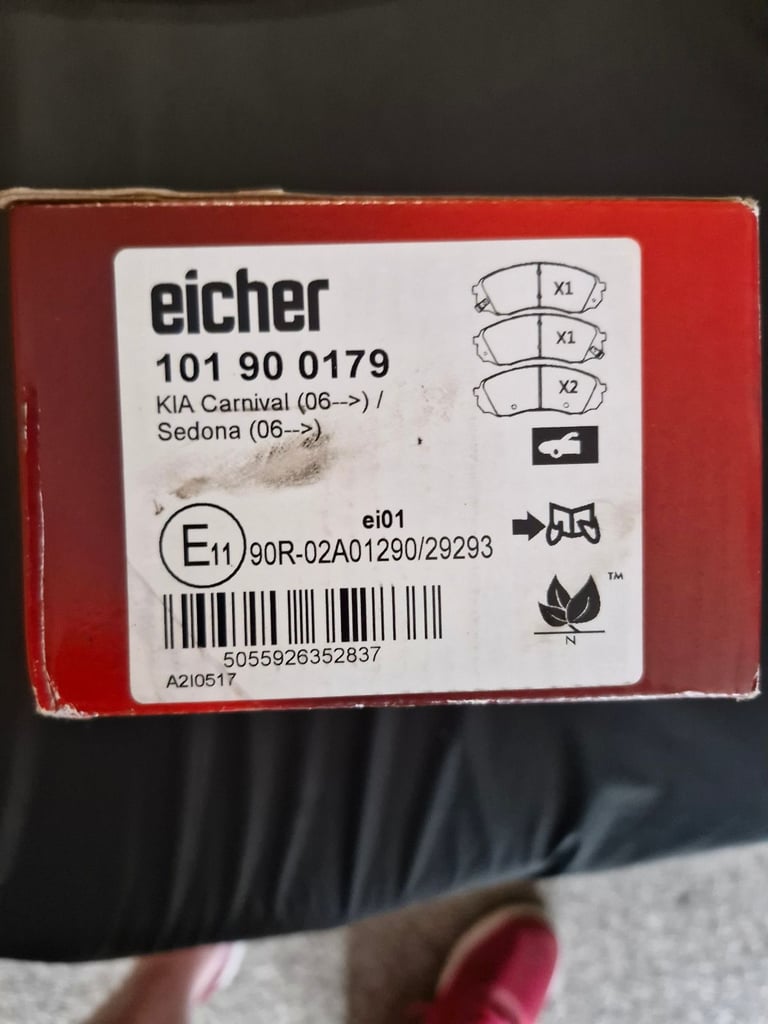 eicher
101 90 0179
KIA Carnival (06-->) /
Sedona (06-->)
X1
X1
X2
ei01
E11 90R-02A01290/29293
5055926352837
A2I0517
TM
N